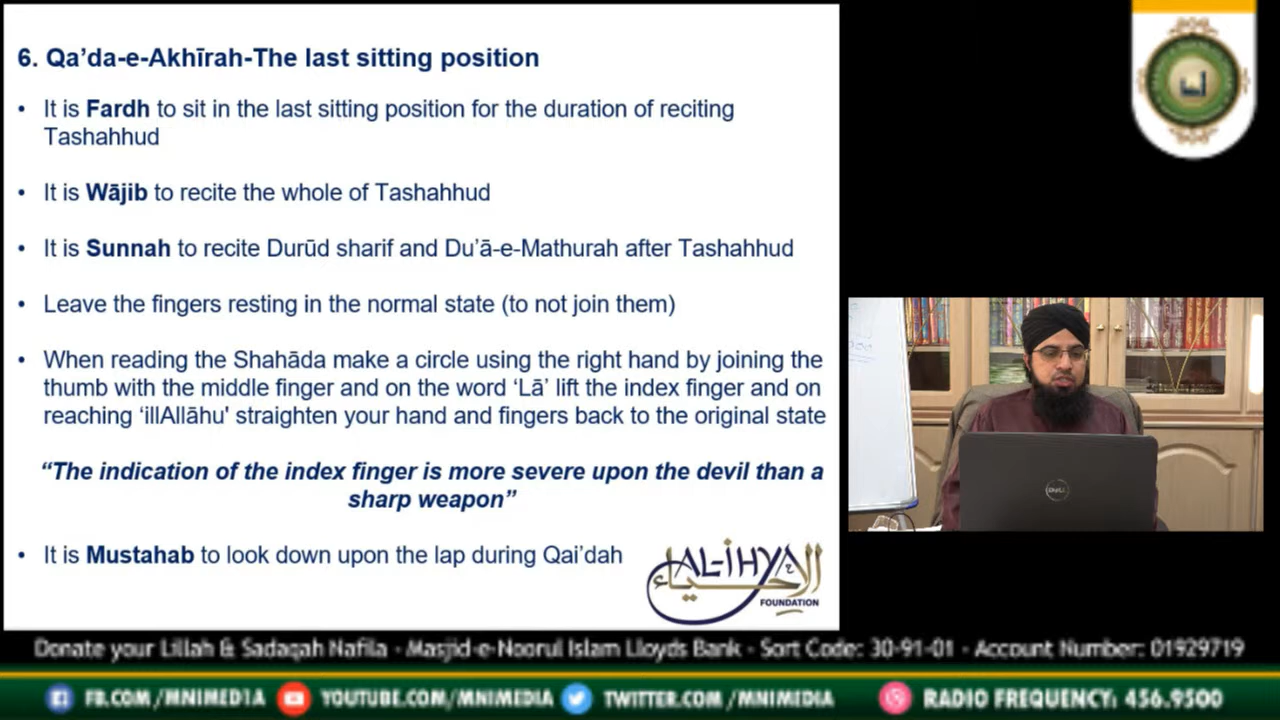 6. Qa’da-e-Akhīrah-The last sitting position
• It is Fardh to sit in the last sitting position for the duration of reciting
Tashahhud
• It is Wājib to recite the whole of Tashahhud
• It is Sunnah to recite Durūd sharif and Du’ā-e-Mathurah after Tashahhud
• Leave the fingers resting in the normal state (to not join them)
• When reading the Shahāda make a circle using the right hand by joining the
thumb with the middle finger and on the word ‘Lā’ lift the index finger and on
reaching ‘illAllāhu' straighten your hand and fingers back to the original state
“The indication of the index finger is more severe upon the devil than a
sharp weapon”
• It is Mustahab to look down upon the lap during Qai’dah
AL-IHYA
الإحياء
FOUNDATION
DELL
Donate your Lillah & Sadaqah Nafila - Masjid-e-Noorul Islam Lloyds Bank - Sort Code: 30-91-01 - Account Number: 01929719
FB.COM/MNIMEDIA YOUTUBE.COM/MNIMEDIA TWITTER.COM/MNIMEDIA RADIO FREQUENCY: 456.9500